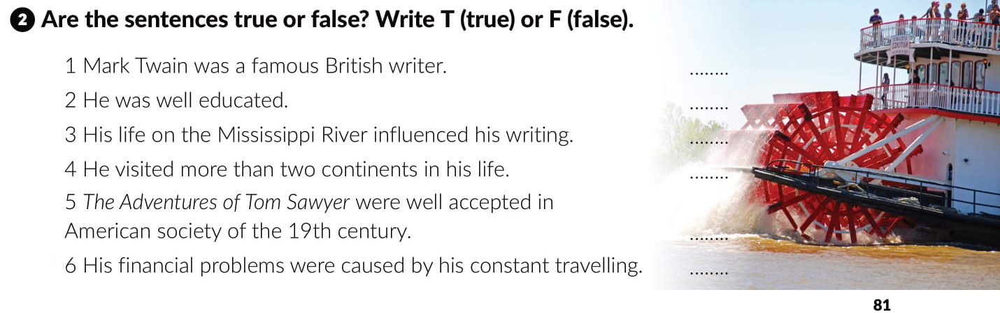 2 Are the sentences true or false? Write T (true) or F (false).
1 Mark Twain was a famous British writer. ........
2 He was well educated. ........
3 His life on the Mississippi River influenced his writing. ........
4 He visited more than two continents in his life. ........
5 The Adventures of Tom Sawyer were well accepted in
American society of the 19th century. ........
6 His financial problems were caused by his constant travelling. ........
81